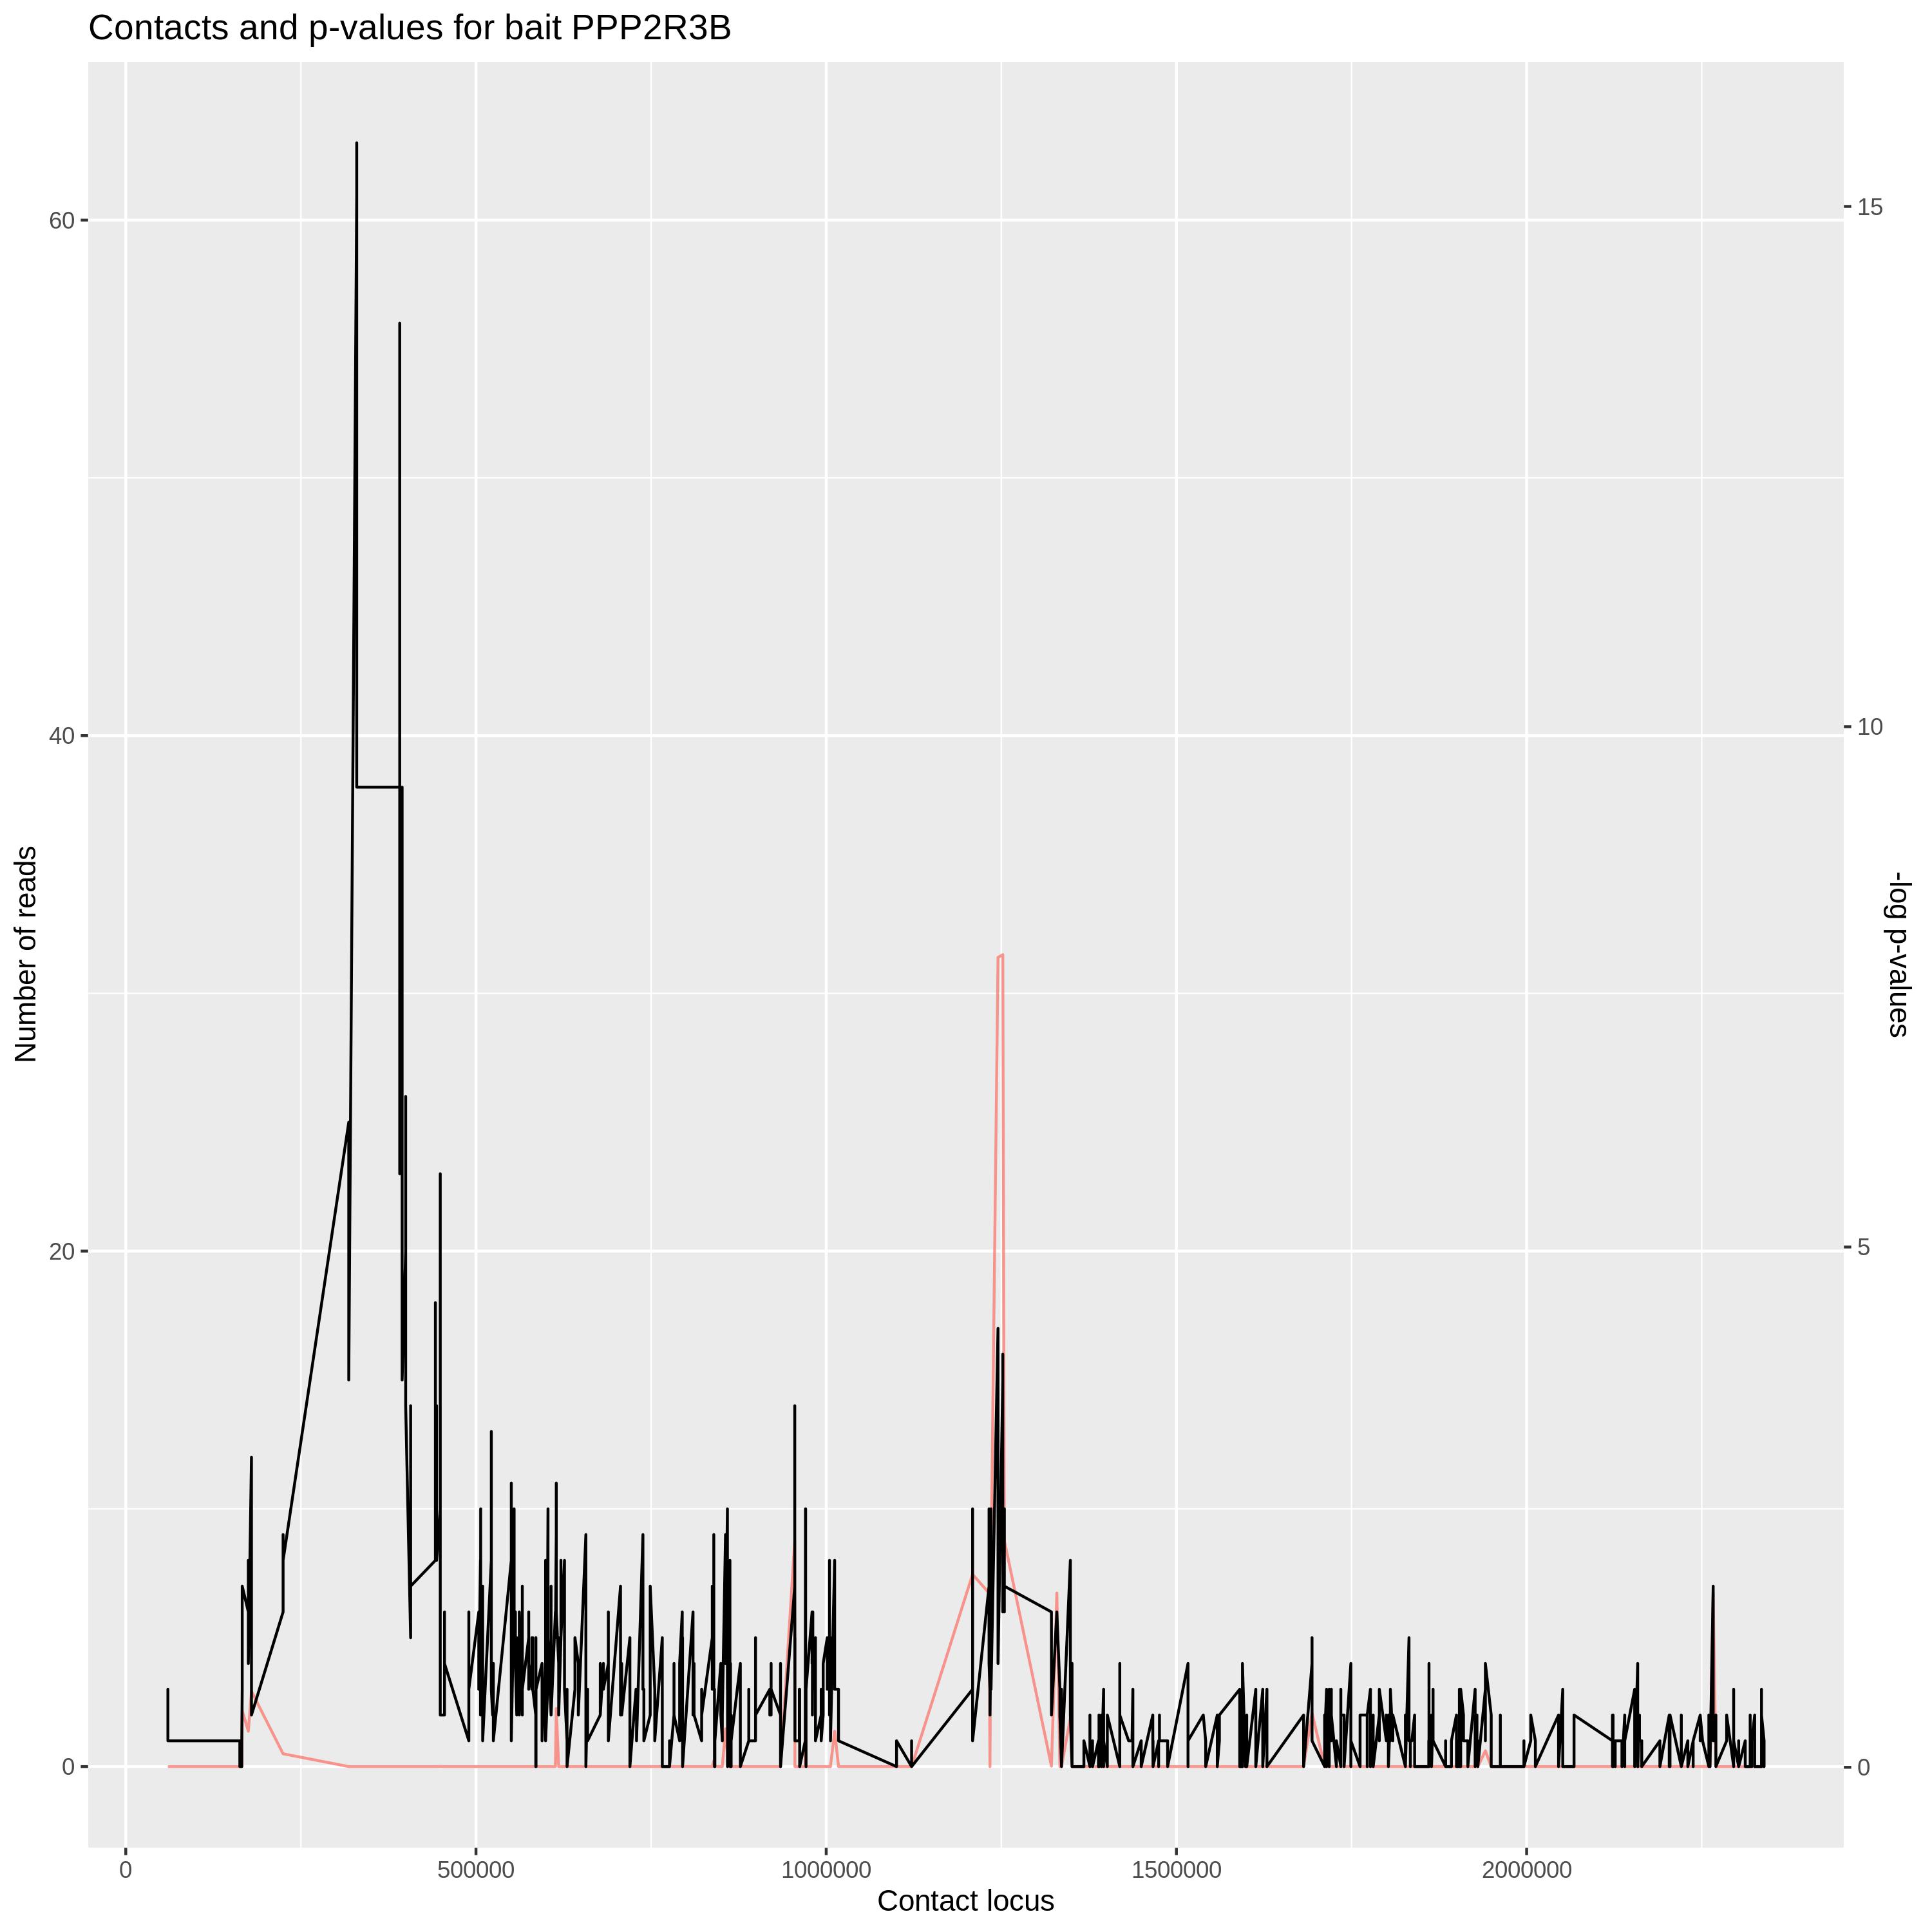 Contacts and p-values for bait PPP2R3B
60
40
20
0
15
10
5
0
Number of reads
-log p-values
0 500000 1000000 1500000 2000000
Contact locus